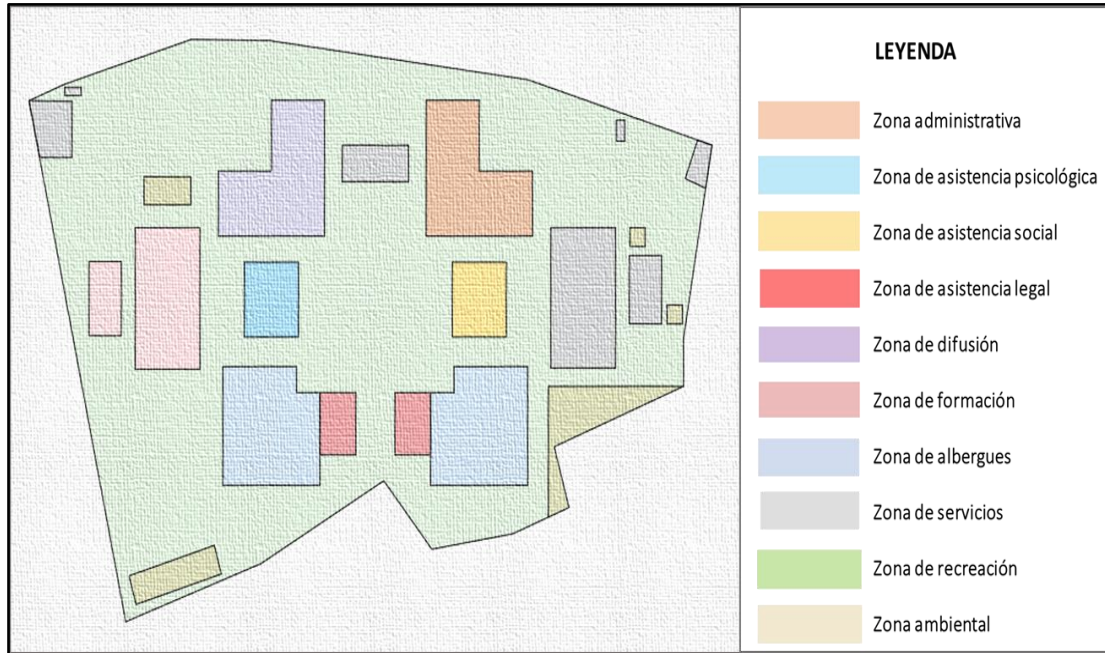 LEYENDA
Zona administrativa
Zona de asistencia psicológica
Zona de asistencia social
Zona de asistencia legal
Zona de difusión
Zona de formación
Zona de albergues
Zona de servicios
Zona de recreación
Zona ambiental